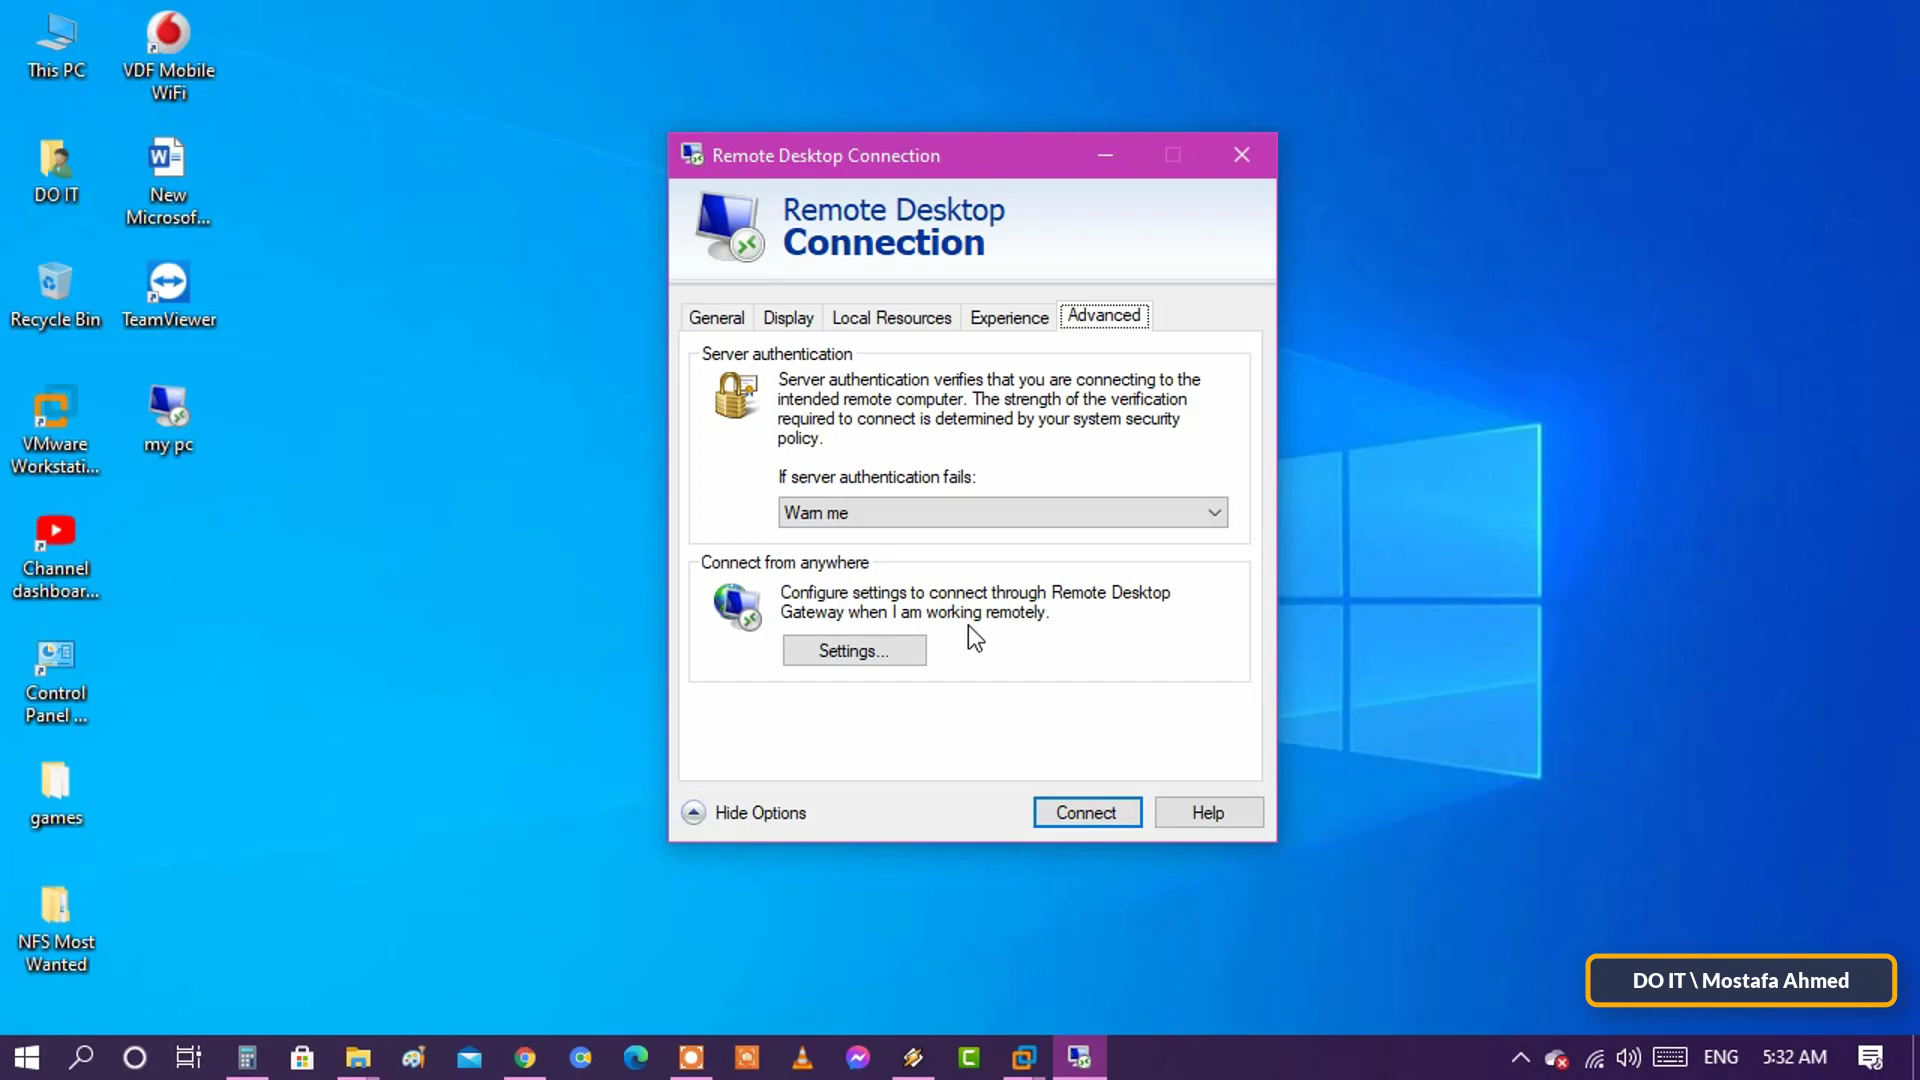 This PC
VDF Mobile
WiFi
DO IT
New
Microsof...
Recycle Bin
TeamViewer
VMware
Workstati...
my pc
Channel
dashboar...
Control
Panel ...
games
NFS Most
Wanted
Remote Desktop Connection
Remote Desktop
Connection
General
Display
Local Resources
Experience
Advanced
Server authentication
Server authentication verifies that you are connecting to the
intended remote computer. The strength of the verification
required to connect is determined by your system security
policy.
If server authentication fails:
Warn me
Connect from anywhere
Configure settings to connect through Remote Desktop
Gateway when I am working remotely.
Settings...
Hide Options
Connect
Help
DO IT \ Mostafa Ahmed
ENG
5:32 AM